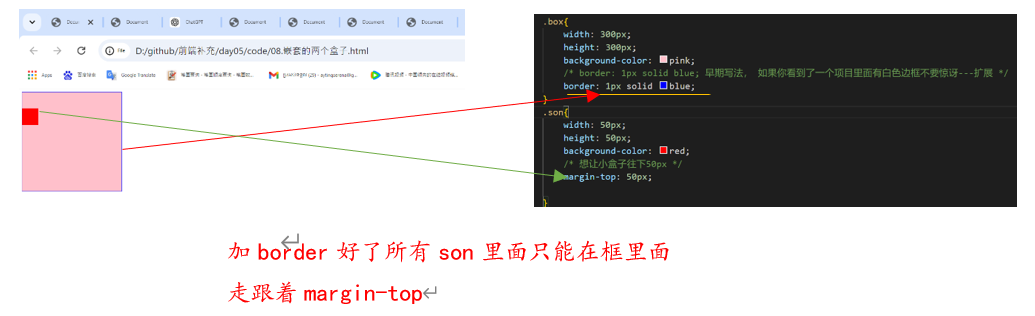 Document
ChatGPT
Document
Document
Document
Document
D:/github/前端补充/day05/code/08.嵌套的两个盒子.html
Apps
Google Translate
.box{
width: 300px;
height: 300px;
background-color: pink;
/* border: 1px solid blue; 早期写法, 如果你看到了一个项目里面有白色边框不要惊讶---扩展 */
border: 1px solid blue;
}
.son{
width: 50px;
height: 50px;
background-color: red;
/* 想让小盒子往下50px */
margin-top: 50px;
}
加 border 好了所有 son 里面只能在框里面
走跟着 margin-top